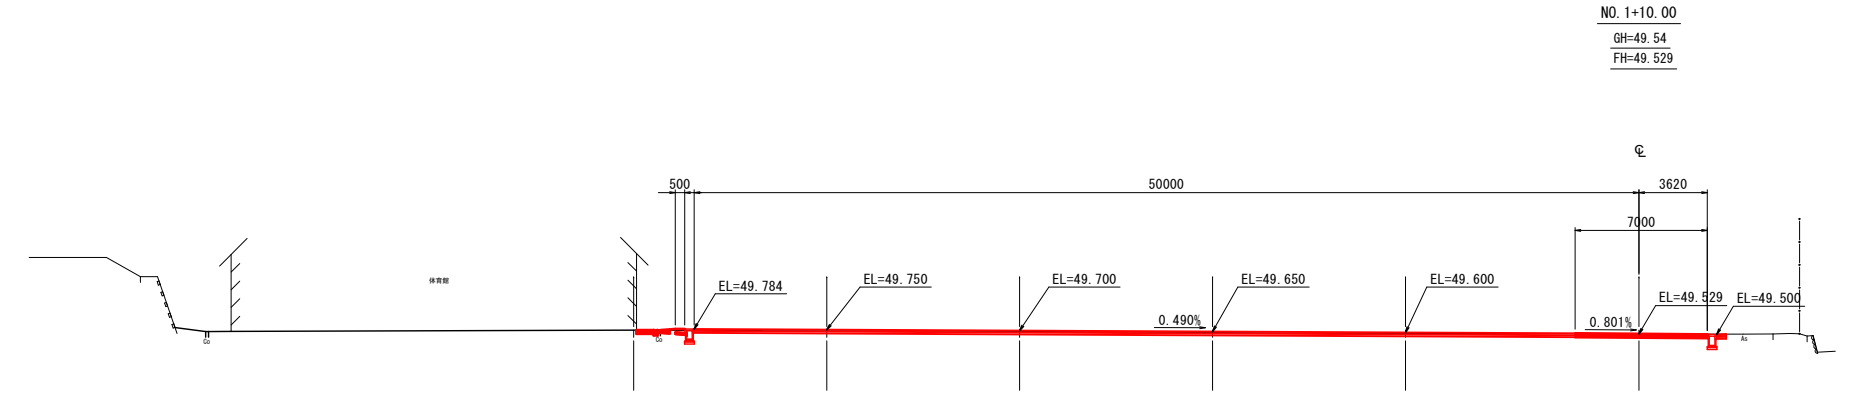 NO.1+10.00
GH=49.54
FH=49.529
℄
500
50000
3620
7000
体育館
EL=49.784
EL=49.750
EL=49.700
EL=49.650
EL=49.600
EL=49.529
EL=49.500
0.490%
0.801%
Co
Co
As